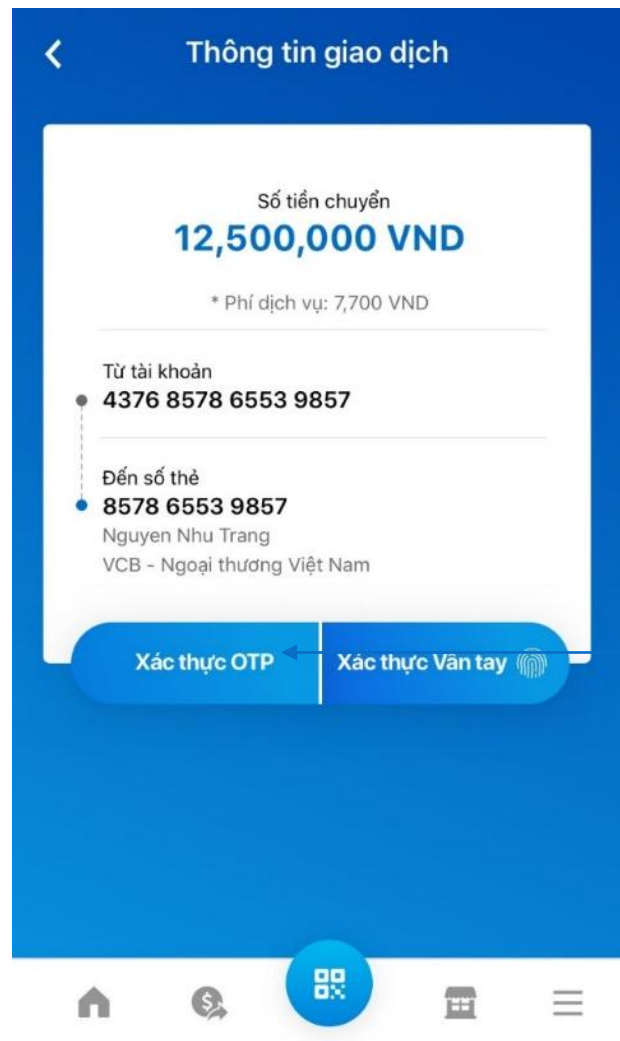 Thông tin giao dịch
Số tiền chuyển
12,500,000 VND
* Phí dịch vụ: 7,700 VND
Từ tài khoản
4376 8578 6553 9857
Đến số thẻ
8578 6553 9857
Nguyen Nhu Trang
VCB - Ngoại thương Việt Nam
Xác thực OTP
Xác thực Vân tay